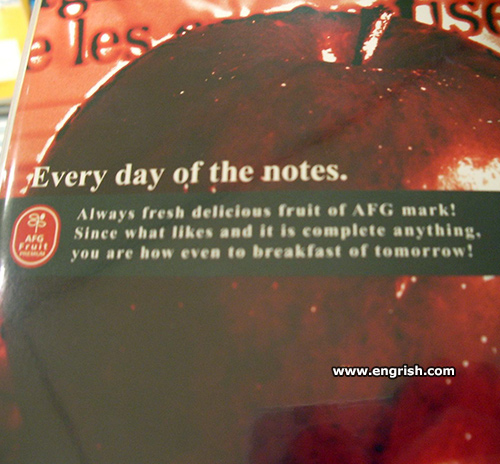 e les
Every day of the notes.
Always fresh delicious fruit of AFG mark!
Since what likes and it is complete anything,
you are how even to breakfast of tomorrow!
AFG
Fruit
PREMIUM
www.engrish.com